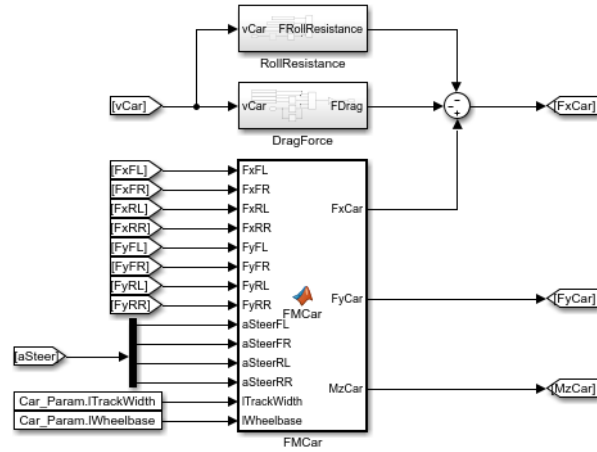 vCar FRollResistance
RollResistance
[vCar]
vCar FDrag
DragForce
[FxCar]
[FxFL]
[FxFR]
[FxRL]
[FxRR]
[FyFL]
[FyFR]
[FyRL]
[FyRR]
[aSteer]
Car_Param.lTrackWidth
Car_Param.lWheelbase
FxFL
FxFR
FxRL
FxRR
FyFL
FyFR
FyRL
FyRR
aSteerFL
aSteerFR
aSteerRL
aSteerRR
lTrackWidth
lWheelbase
FMCar
FxCar
FyCar
MzCar
FMCar
[FyCar]
[MzCar]